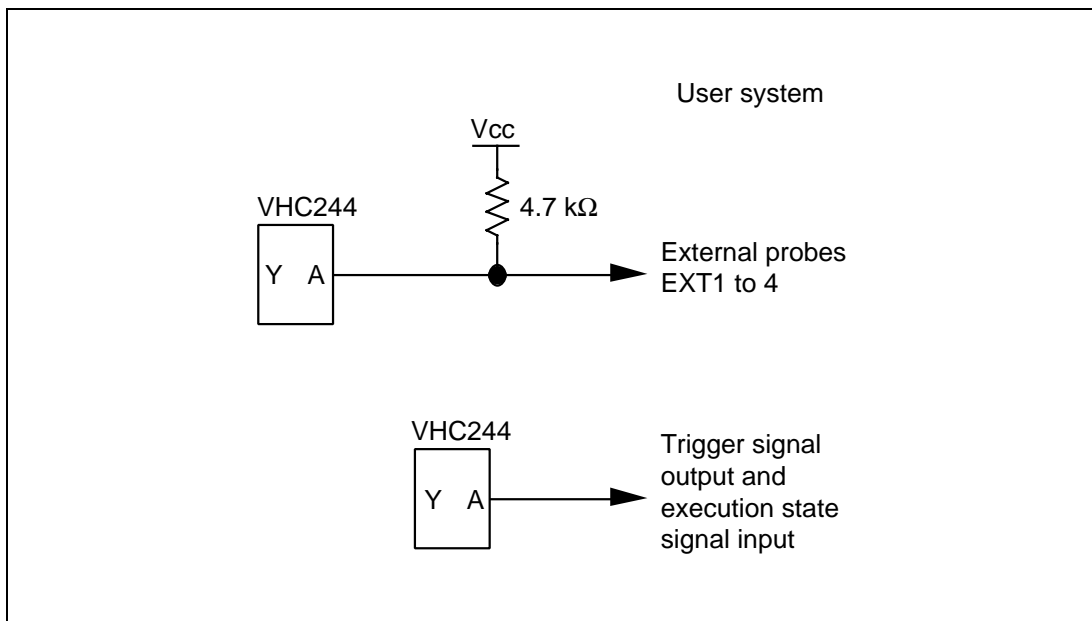 User system
Vcc
4.7 kΩ
VHC244
Y A
External probes
EXT1 to 4
VHC244
Y A
Trigger signal
output and
execution state
signal input